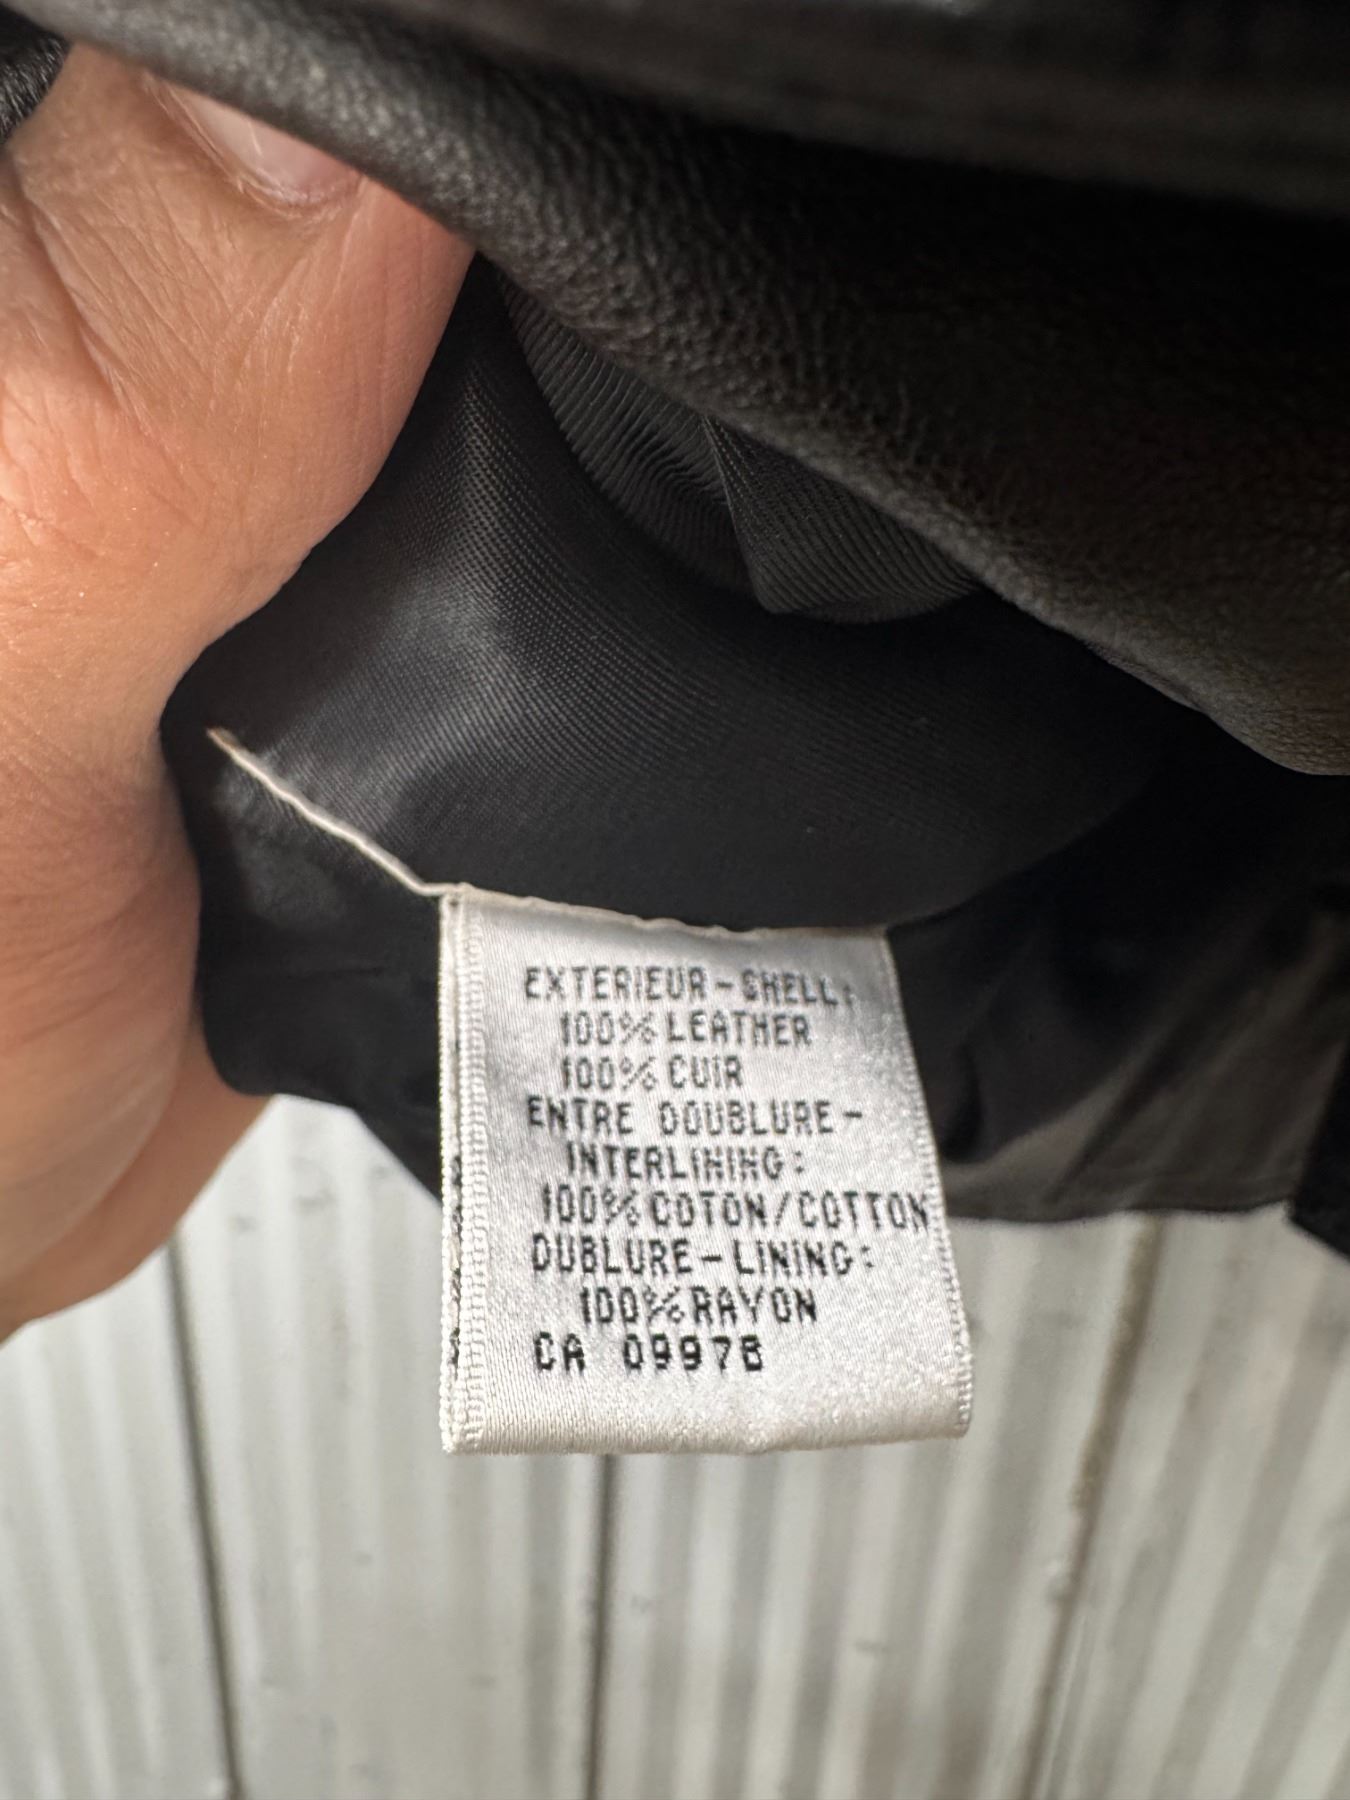 EXTERIEUR-SHELL:
100% LEATHER
100% CUIR
ENTRE DOUBLURE-
INTERLINING:
100% COTON/COTTON
DUBLURE-LINING:
100% RAYON
CA 09976